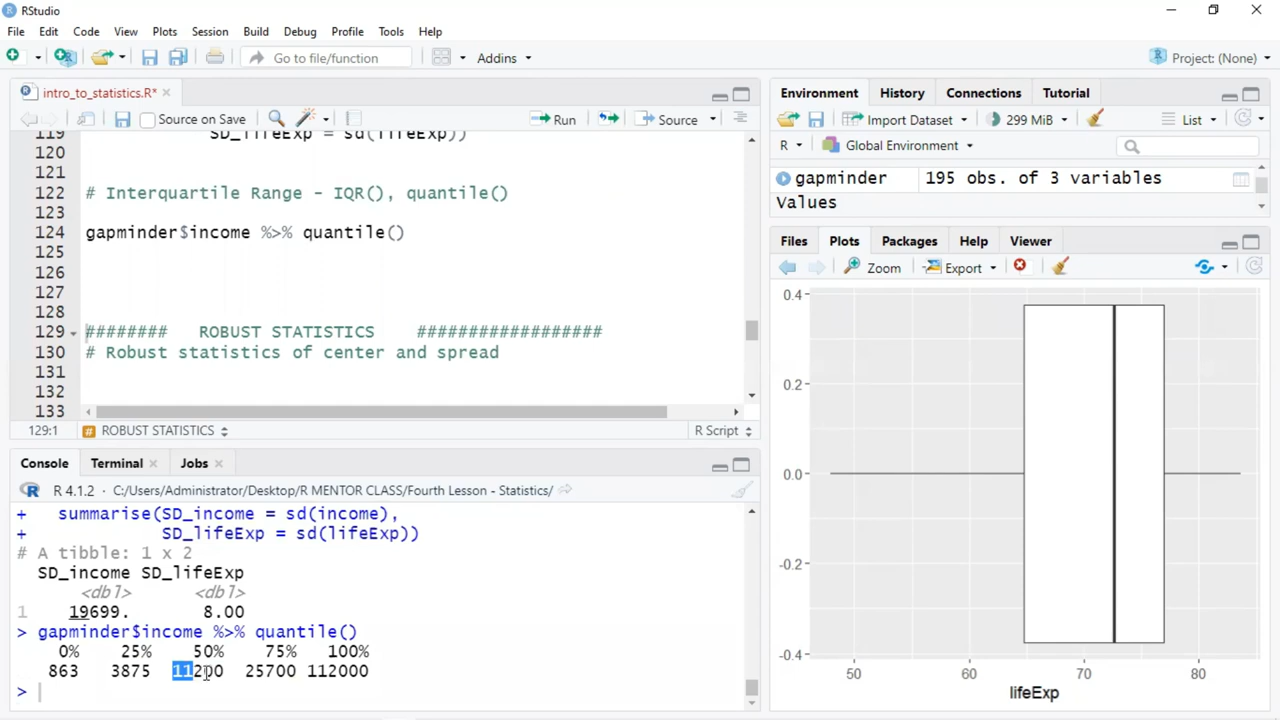 RStudio
File Edit Code View Plots Session Build Debug Profile Tools Help
Go to file/function Addins Project: (None)
intro_to_statistics.R*
Source on Save Run Source
119 SD_lifeExp = sd(lifeExp))
120
121
122 # Interquartile Range - IQR(), quantile()
123
124 gapminder$income %>% quantile()
125
126
127
128
129 ######## ROBUST STATISTICS ##################
130 # Robust statistics of center and spread
131
132
133
129:1 # ROBUST STATISTICS R Script
Console Terminal Jobs
R 4.1.2 · C:/Users/Administrator/Desktop/R MENTOR CLASS/Fourth Lesson - Statistics/
+ summarise(SD_income = sd(income),
+ SD_lifeExp = sd(lifeExp))
# A tibble: 1 x 2
SD_income SD_lifeExp
<dbl> <dbl>
1 19699. 8.00
> gapminder$income %>% quantile()
0% 25% 50% 75% 100%
863 3875 11200 25700 112000
>
Environment History Connections Tutorial
Import Dataset 299 MiB List
R Global Environment
gapminder 195 obs. of 3 variables
Values
Files Plots Packages Help Viewer
Zoom Export
0.4
0.2
0.0
-0.2
-0.4
50 60 70 80
lifeExp